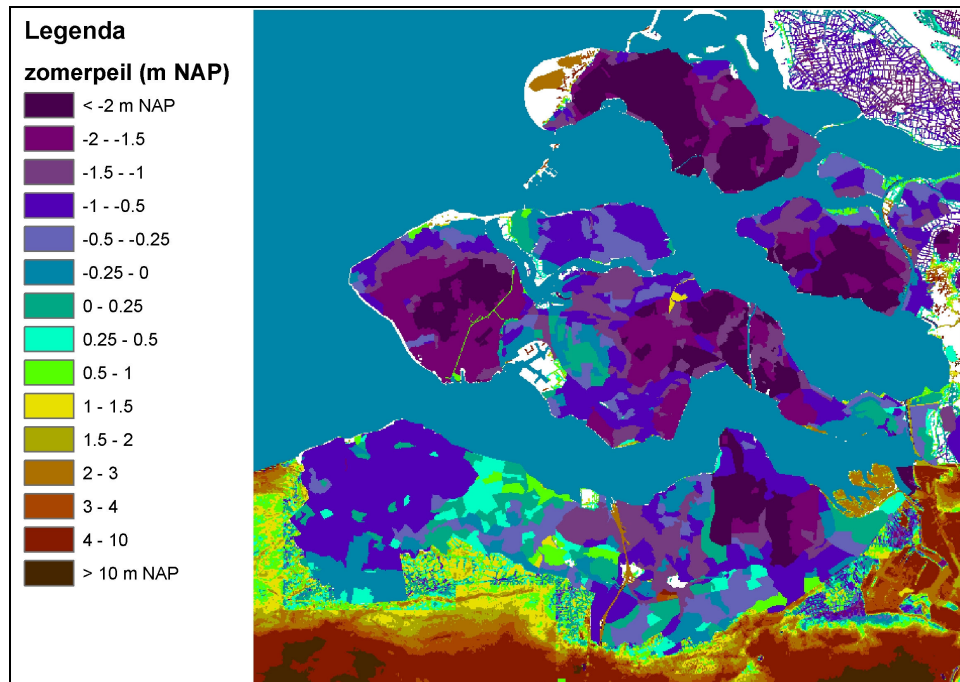 Legenda
zomerpeil (m NAP)
< -2 m NAP
-2 - -1.5
-1.5 - -1
-1 - -0.5
-0.5 - -0.25
-0.25 - 0
0 - 0.25
0.25 - 0.5
0.5 - 1
1 - 1.5
1.5 - 2
2 - 3
3 - 4
4 - 10
> 10 m NAP